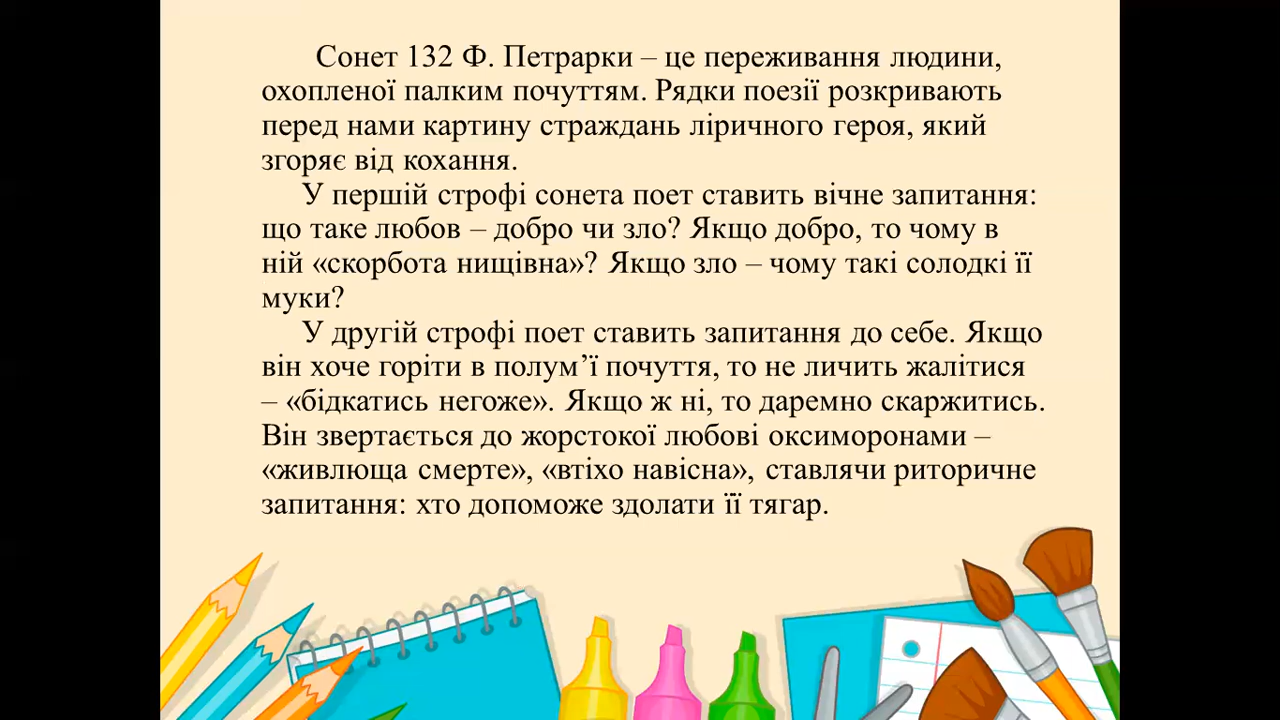 Сонет 132 Ф. Петрарки – це переживання людини,
охопленої палким почуттям. Рядки поезії розкривають
перед нами картину страждань ліричного героя, який
згоряє від кохання.
У першій строфі сонета поет ставить вічне запитання:
що таке любов – добро чи зло? Якщо добро, то чому в
ній «скорбота нищівна»? Якщо зло – чому такі солодкі її
муки?
У другій строфі поет ставить запитання до себе. Якщо
він хоче горіти в полум’ї почуття, то не личить жалітися
– «бідкатись негоже». Якщо ж ні, то даремно скаржитись.
Він звертається до жорстокої любові оксиморонами –
«живлюща смерте», «втіхо навісна», ставлячи риторичне
запитання: хто допоможе здолати її тягар.